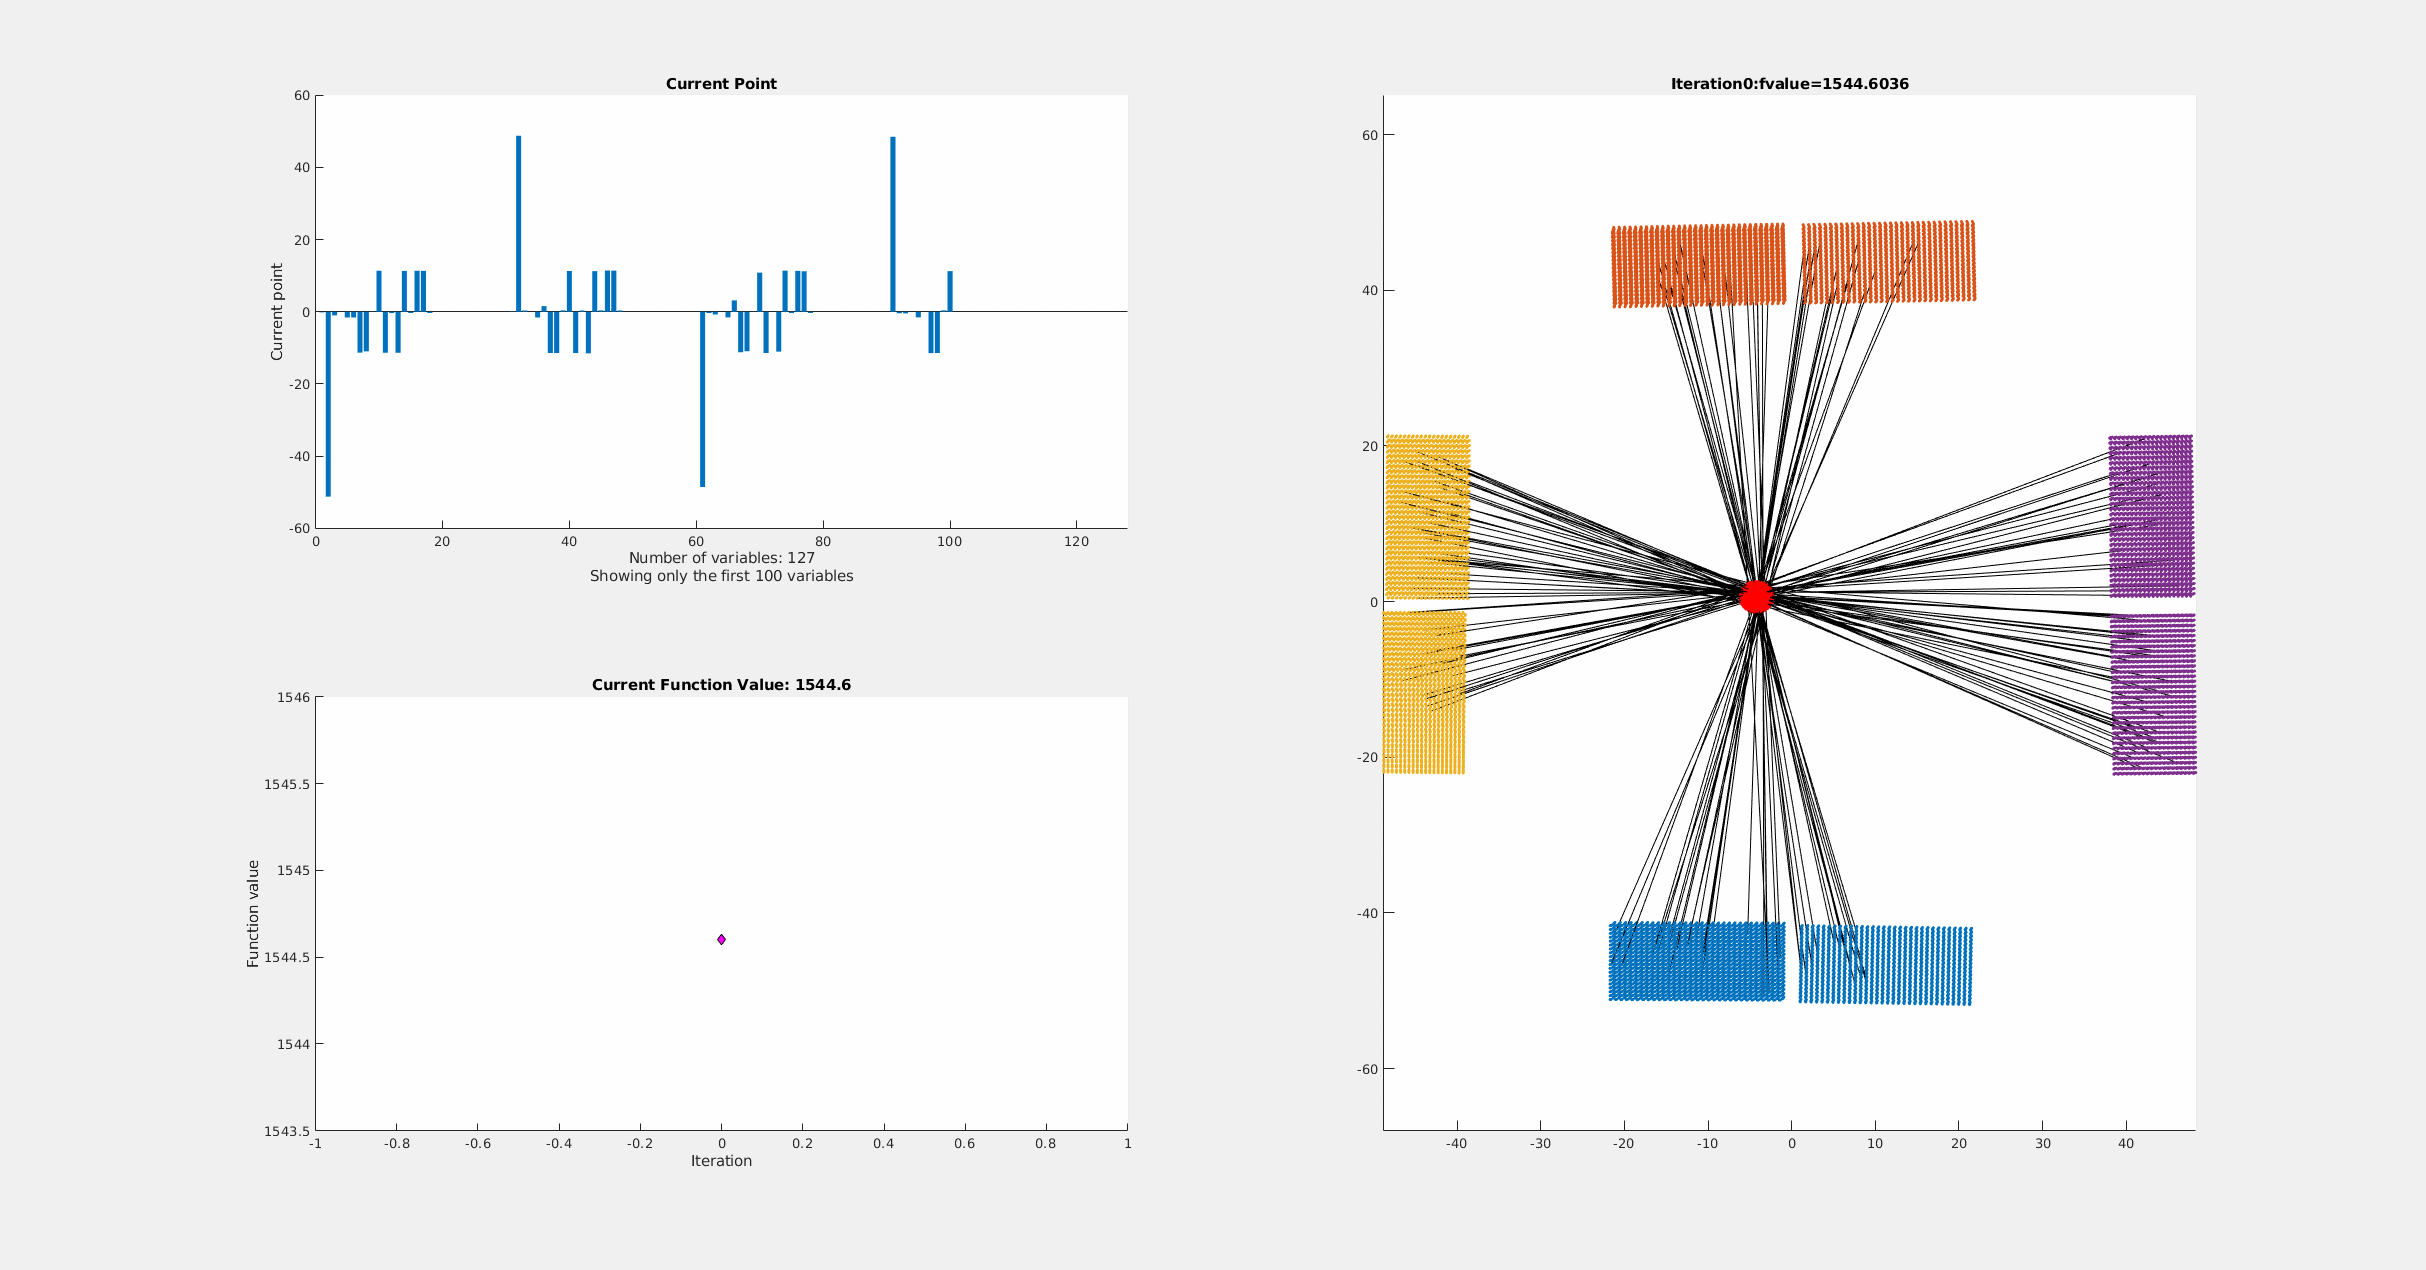 Current Point
60
40
20
0
-20
-40
-60
Current point
0 20 40 60 80 100 120
Number of variables: 127
Showing only the first 100 variables
Current Function Value: 1544.6
1546
1545.5
1545
1544.5
1544
1543.5
Function value
-1 -0.8 -0.6 -0.4 -0.2 0 0.2 0.4 0.6 0.8 1
Iteration
Iteration0:fvalue=1544.6036
60
40
20
0
-20
-40
-60
-40 -30 -20 -10 0 10 20 30 40